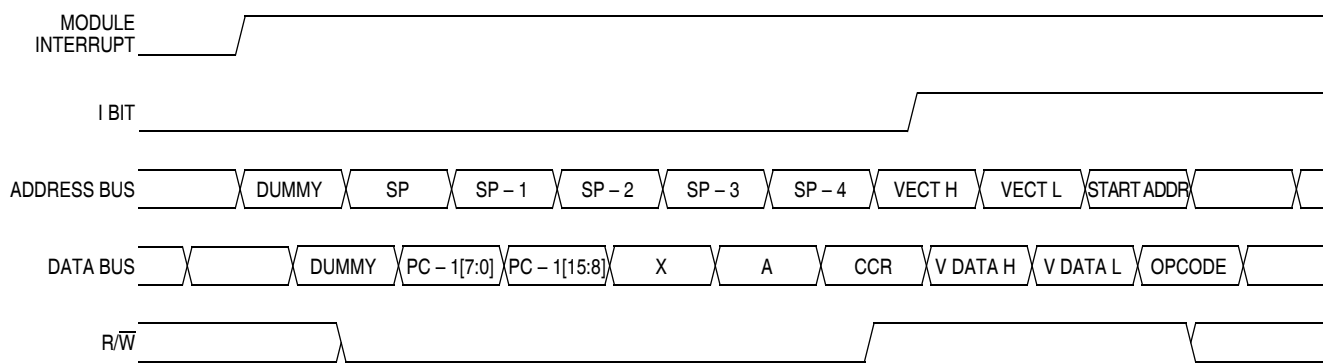 MODULE
INTERRUPT
I BIT
ADDRESS BUS DUMMY SP SP – 1 SP – 2 SP – 3 SP – 4 VECT H VECT L START ADDR
DATA BUS DUMMY PC – 1[7:0] PC – 1[15:8] X A CCR V DATA H V DATA L OPCODE
R/W̅